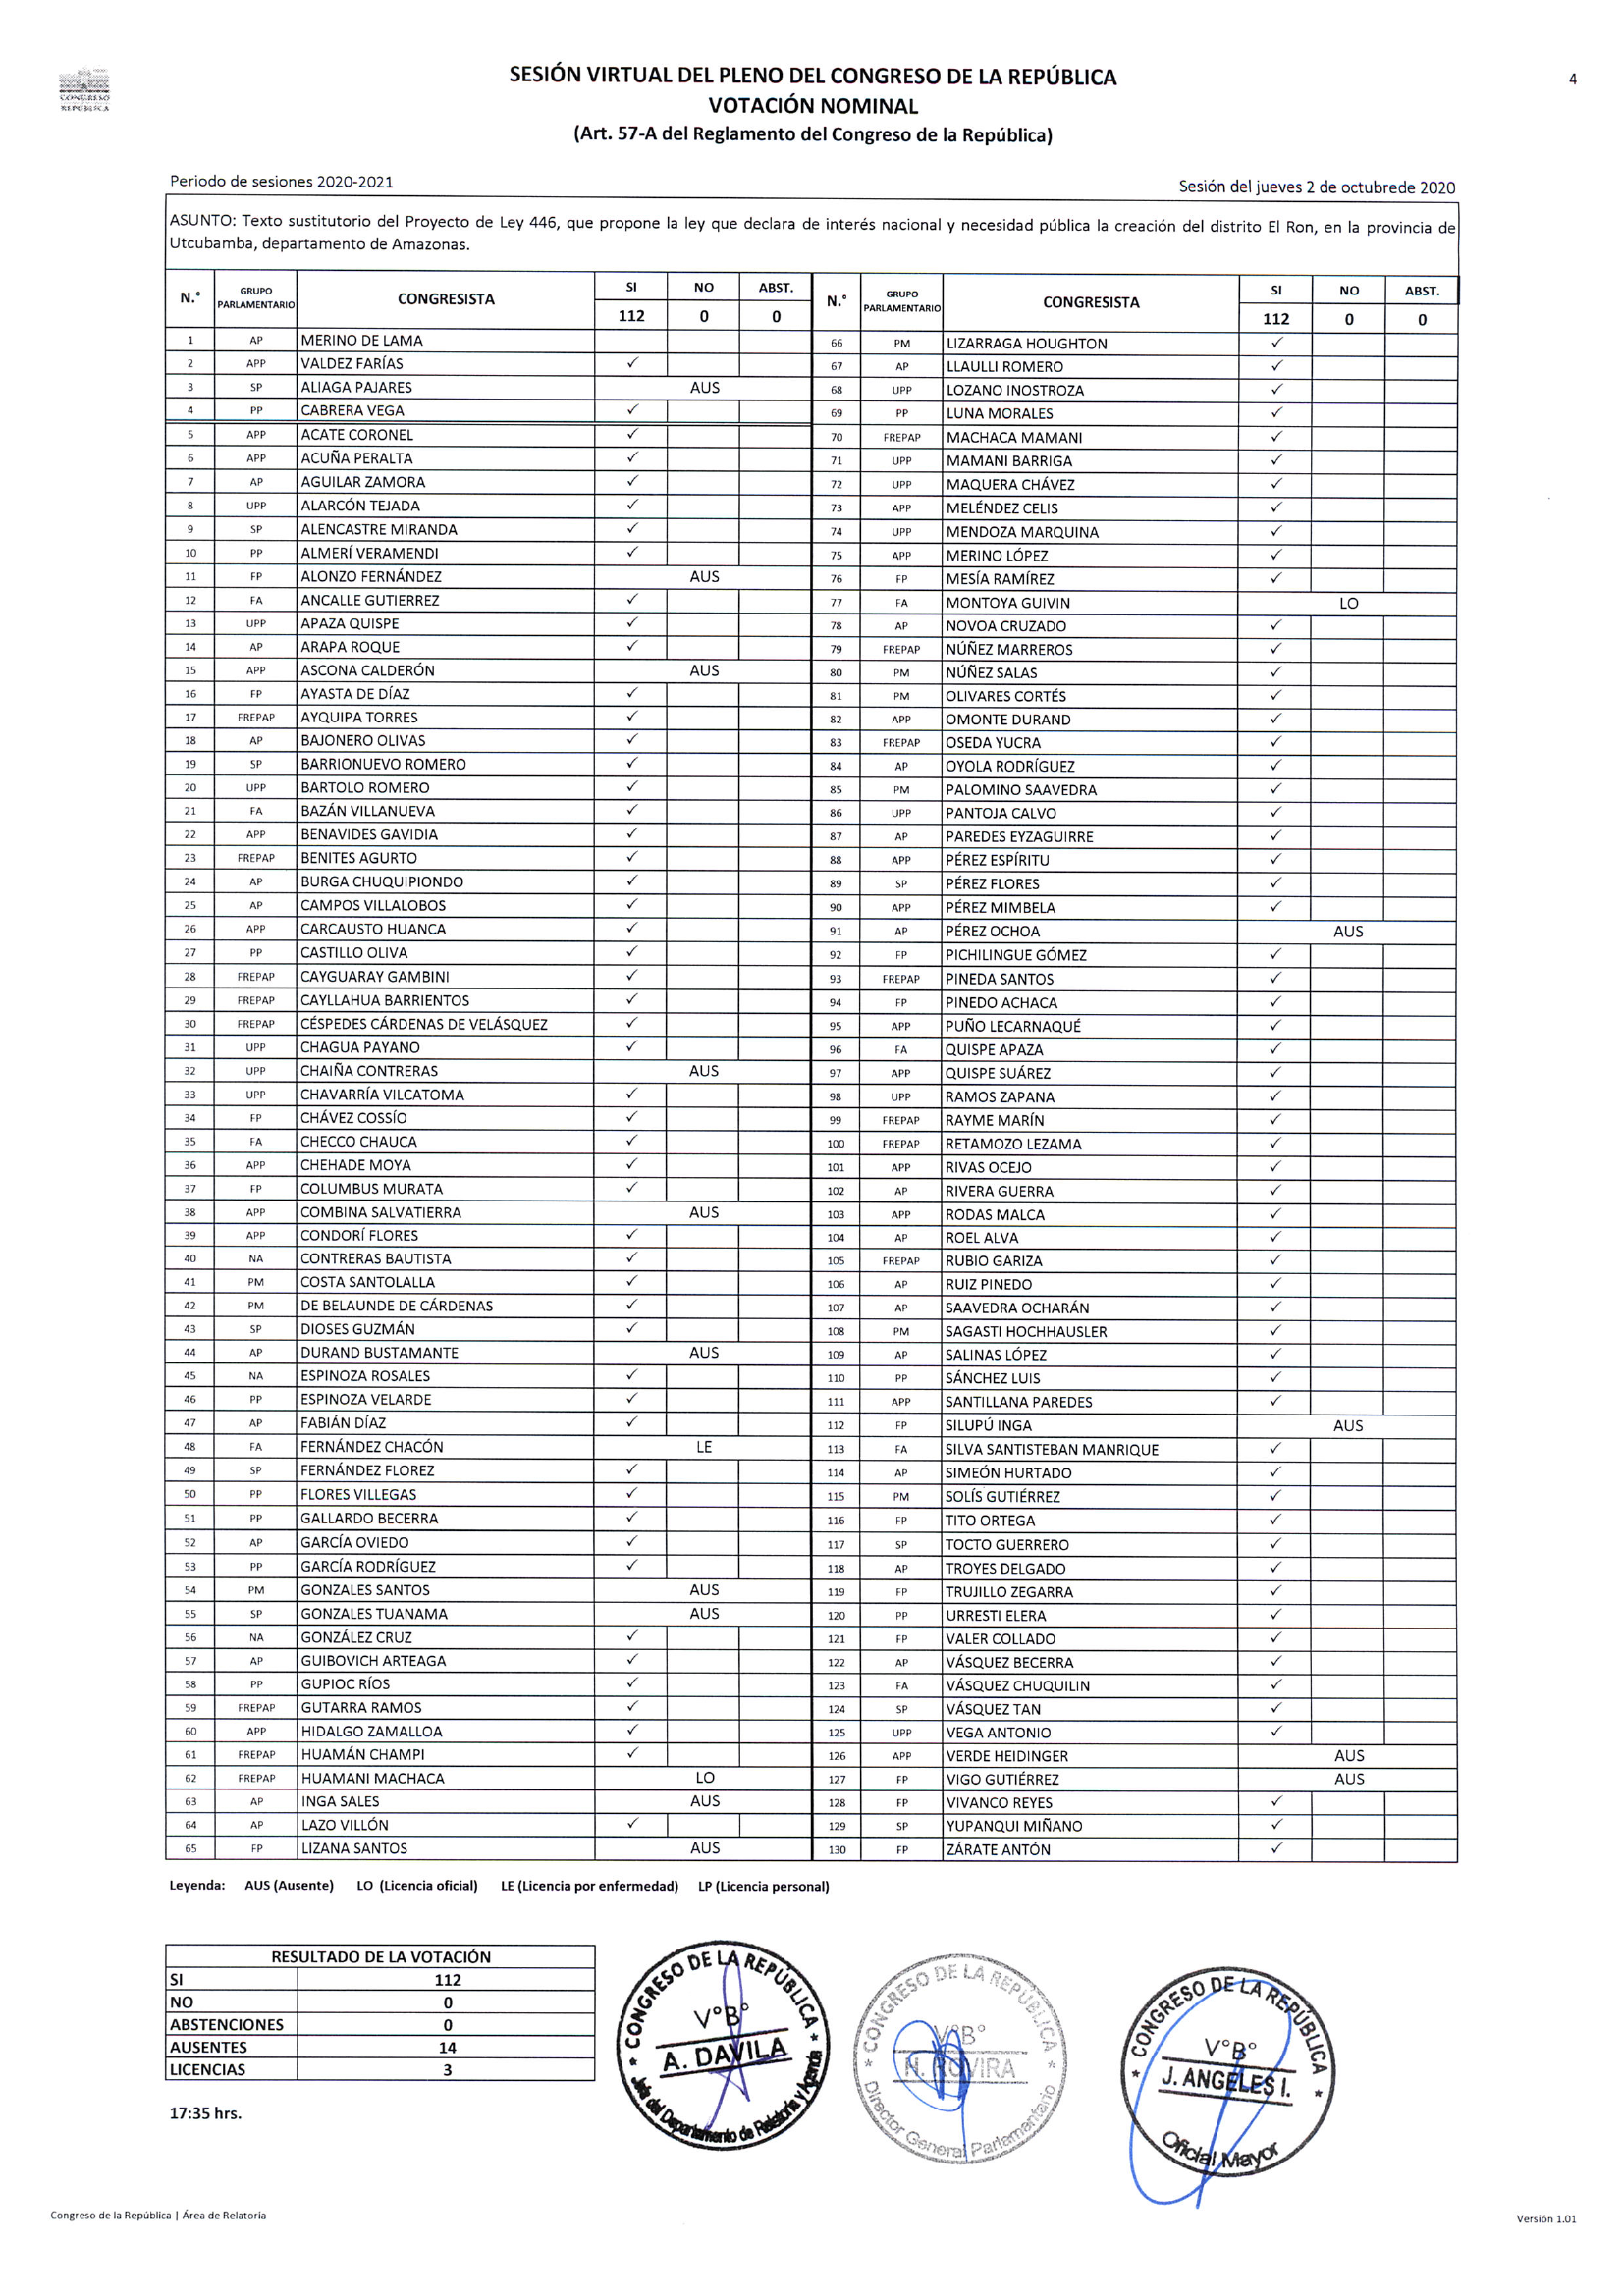 CONGRESO
REPÚBLICA
SESIÓN VIRTUAL DEL PLENO DEL CONGRESO DE LA REPÚBLICA
VOTACIÓN NOMINAL
(Art. 57-A del Reglamento del Congreso de la República)
4
Periodo de sesiones 2020-2021
Sesión del jueves 2 de octubrede 2020
ASUNTO: Texto sustitutorio del Proyecto de Ley 446, que propone la ley que declara de interés nacional y necesidad pública la creación del distrito El Ron, en la provincia de
Utcubamba, departamento de Amazonas.
N.° GRUPO PARLAMENTARIO CONGRESISTA SI NO ABST. N.° GRUPO PARLAMENTARIO CONGRESISTA SI NO ABST.
112 0 0 112 0 0
1 AP MERINO DE LAMA 66 PM LIZARRAGA HOUGHTON ✓
2 APP VALDEZ FARÍAS ✓ 67 AP LLAULLI ROMERO ✓
3 SP ALIAGA PAJARES AUS 68 UPP LOZANO INOSTROZA ✓
4 PP CABRERA VEGA ✓ 69 PP LUNA MORALES ✓
5 APP ACATE CORONEL ✓ 70 FREPAP MACHACA MAMANI ✓
6 APP ACUÑA PERALTA ✓ 71 UPP MAMANI BARRIGA ✓
7 AP AGUILAR ZAMORA ✓ 72 UPP MAQUERA CHÁVEZ ✓
8 UPP ALARCÓN TEJADA ✓ 73 APP MELÉNDEZ CELIS ✓
9 SP ALENCASTRE MIRANDA ✓ 74 UPP MENDOZA MARQUINA ✓
10 PP ALMERÍ VERAMENDI ✓ 75 APP MERINO LÓPEZ ✓
11 FP ALONZO FERNÁNDEZ AUS 76 FP MESÍA RAMÍREZ ✓
12 FA ANCALLE GUTIERREZ ✓ 77 FA MONTOYA GUIVIN LO
13 UPP APAZA QUISPE ✓ 78 AP NOVOA CRUZADO ✓
14 AP ARAPA ROQUE ✓ 79 FREPAP NÚÑEZ MARREROS ✓
15 APP ASCONA CALDERÓN AUS 80 PM NÚÑEZ SALAS ✓
16 FP AYASTA DE DÍAZ ✓ 81 PM OLIVARES CORTÉS ✓
17 FREPAP AYQUIPA TORRES ✓ 82 APP OMONTE DURAND ✓
18 AP BAJONERO OLIVAS ✓ 83 FREPAP OSEDA YUCRA ✓
19 SP BARRIONUEVO ROMERO ✓ 84 AP OYOLA RODRÍGUEZ ✓
20 UPP BARTOLO ROMERO ✓ 85 PM PALOMINO SAAVEDRA ✓
21 FA BAZÁN VILLANUEVA ✓ 86 UPP PANTOJA CALVO ✓
22 APP BENAVIDES GAVIDIA ✓ 87 AP PAREDES EYZAGUIRRE ✓
23 FREPAP BENITES AGURTO ✓ 88 APP PÉREZ ESPÍRITU ✓
24 AP BURGA CHUQUIPIONDO ✓ 89 SP PÉREZ FLORES ✓
25 AP CAMPOS VILLALOBOS ✓ 90 APP PÉREZ MIMBELA ✓
26 APP CARCAUSTO HUANCA ✓ 91 AP PÉREZ OCHOA AUS
27 PP CASTILLO OLIVA ✓ 92 FP PICHILINGUE GÓMEZ ✓
28 FREPAP CAYGUARAY GAMBINI ✓ 93 FREPAP PINEDA SANTOS ✓
29 FREPAP CAYLLAHUA BARRIENTOS ✓ 94 FP PINEDO ACHACA ✓
30 FREPAP CÉSPEDES CÁRDENAS DE VELÁSQUEZ ✓ 95 APP PUÑO LECARNAQUÉ ✓
31 UPP CHAGUA PAYANO ✓ 96 FA QUISPE APAZA ✓
32 UPP CHAIÑA CONTRERAS AUS 97 APP QUISPE SUÁREZ ✓
33 UPP CHAVARRÍA VILCATOMA ✓ 98 UPP RAMOS ZAPANA ✓
34 FP CHÁVEZ COSSÍO ✓ 99 FREPAP RAYME MARÍN ✓
35 FA CHECCO CHAUCA ✓ 100 FREPAP RETAMOZO LEZAMA ✓
36 APP CHEHADE MOYA ✓ 101 APP RIVAS OCEJO ✓
37 FP COLUMBUS MURATA ✓ 102 AP RIVERA GUERRA ✓
38 APP COMBINA SALVATIERRA AUS 103 APP RODAS MALCA ✓
39 APP CONDORÍ FLORES ✓ 104 AP ROEL ALVA ✓
40 NA CONTRERAS BAUTISTA ✓ 105 FREPAP RUBIO GARIZA ✓
41 PM COSTA SANTOLALLA ✓ 106 AP RUIZ PINEDO ✓
42 PM DE BELAUNDE DE CÁRDENAS ✓ 107 AP SAAVEDRA OCHARÁN ✓
43 SP DIOSES GUZMÁN ✓ 108 PM SAGASTI HOCHHAUSLER ✓
44 AP DURAND BUSTAMANTE AUS 109 AP SALINAS LÓPEZ ✓
45 NA ESPINOZA ROSALES ✓ 110 PP SÁNCHEZ LUIS ✓
46 PP ESPINOZA VELARDE ✓ 111 APP SANTILLANA PAREDES ✓
47 AP FABIÁN DÍAZ ✓ 112 FP SILUPÚ INGA AUS
48 FA FERNÁNDEZ CHACÓN LE 113 FA SILVA SANTISTEBAN MANRIQUE ✓
49 SP FERNÁNDEZ FLOREZ ✓ 114 AP SIMEÓN HURTADO ✓
50 PP FLORES VILLEGAS ✓ 115 PM SOLÍS GUTIÉRREZ ✓
51 PP GALLARDO BECERRA ✓ 116 FP TITO ORTEGA ✓
52 AP GARCÍA OVIEDO ✓ 117 SP TOCTO GUERRERO ✓
53 PP GARCÍA RODRÍGUEZ ✓ 118 AP TROYES DELGADO ✓
54 PM GONZALES SANTOS AUS 119 FP TRUJILLO ZEGARRA ✓
55 SP GONZALES TUANAMA AUS 120 PP URRESTI ELERA ✓
56 NA GONZÁLEZ CRUZ ✓ 121 FP VALER COLLADO ✓
57 AP GUIBOVICH ARTEAGA ✓ 122 AP VÁSQUEZ BECERRA ✓
58 PP GUPIOC RÍOS ✓ 123 FA VÁSQUEZ CHUQUILIN ✓
59 FREPAP GUTARRA RAMOS ✓ 124 SP VÁSQUEZ TAN ✓
60 APP HIDALGO ZAMALLOA ✓ 125 UPP VEGA ANTONIO ✓
61 FREPAP HUAMÁN CHAMPI ✓ 126 APP VERDE HEIDINGER AUS
62 FREPAP HUAMANI MACHACA LO 127 FP VIGO GUTIÉRREZ AUS
63 AP INGA SALES AUS 128 FP VIVANCO REYES ✓
64 AP LAZO VILLÓN ✓ 129 SP YUPANQUI MIÑANO ✓
65 FP LIZANA SANTOS AUS 130 FP ZÁRATE ANTÓN ✓
Leyenda: AUS (Ausente) LO (Licencia oficial) LE (Licencia por enfermedad) LP (Licencia personal)
RESULTADO DE LA VOTACIÓN
SI 112
NO 0
ABSTENCIONES 0
AUSENTES 14
LICENCIAS 3
17:35 hrs.
CONGRESO DE LA REPÚBLICA
V°B°
A. DAVILA
Jefa del Departamento de Relatoría y Agenda
CONGRESO DE LA REPÚBLICA
V°B°
N. ROVIRA
Director General Parlamentario
CONGRESO DE LA REPÚBLICA
V°B°
J. ANGELES I.
Oficial Mayor
Congreso de la República | Área de Relatoría
Versión 1.01